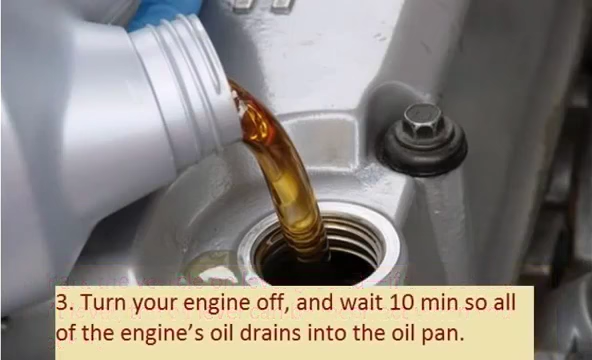 3. Turn your engine off, and wait 10 min so all
of the engine’s oil drains into the oil pan.